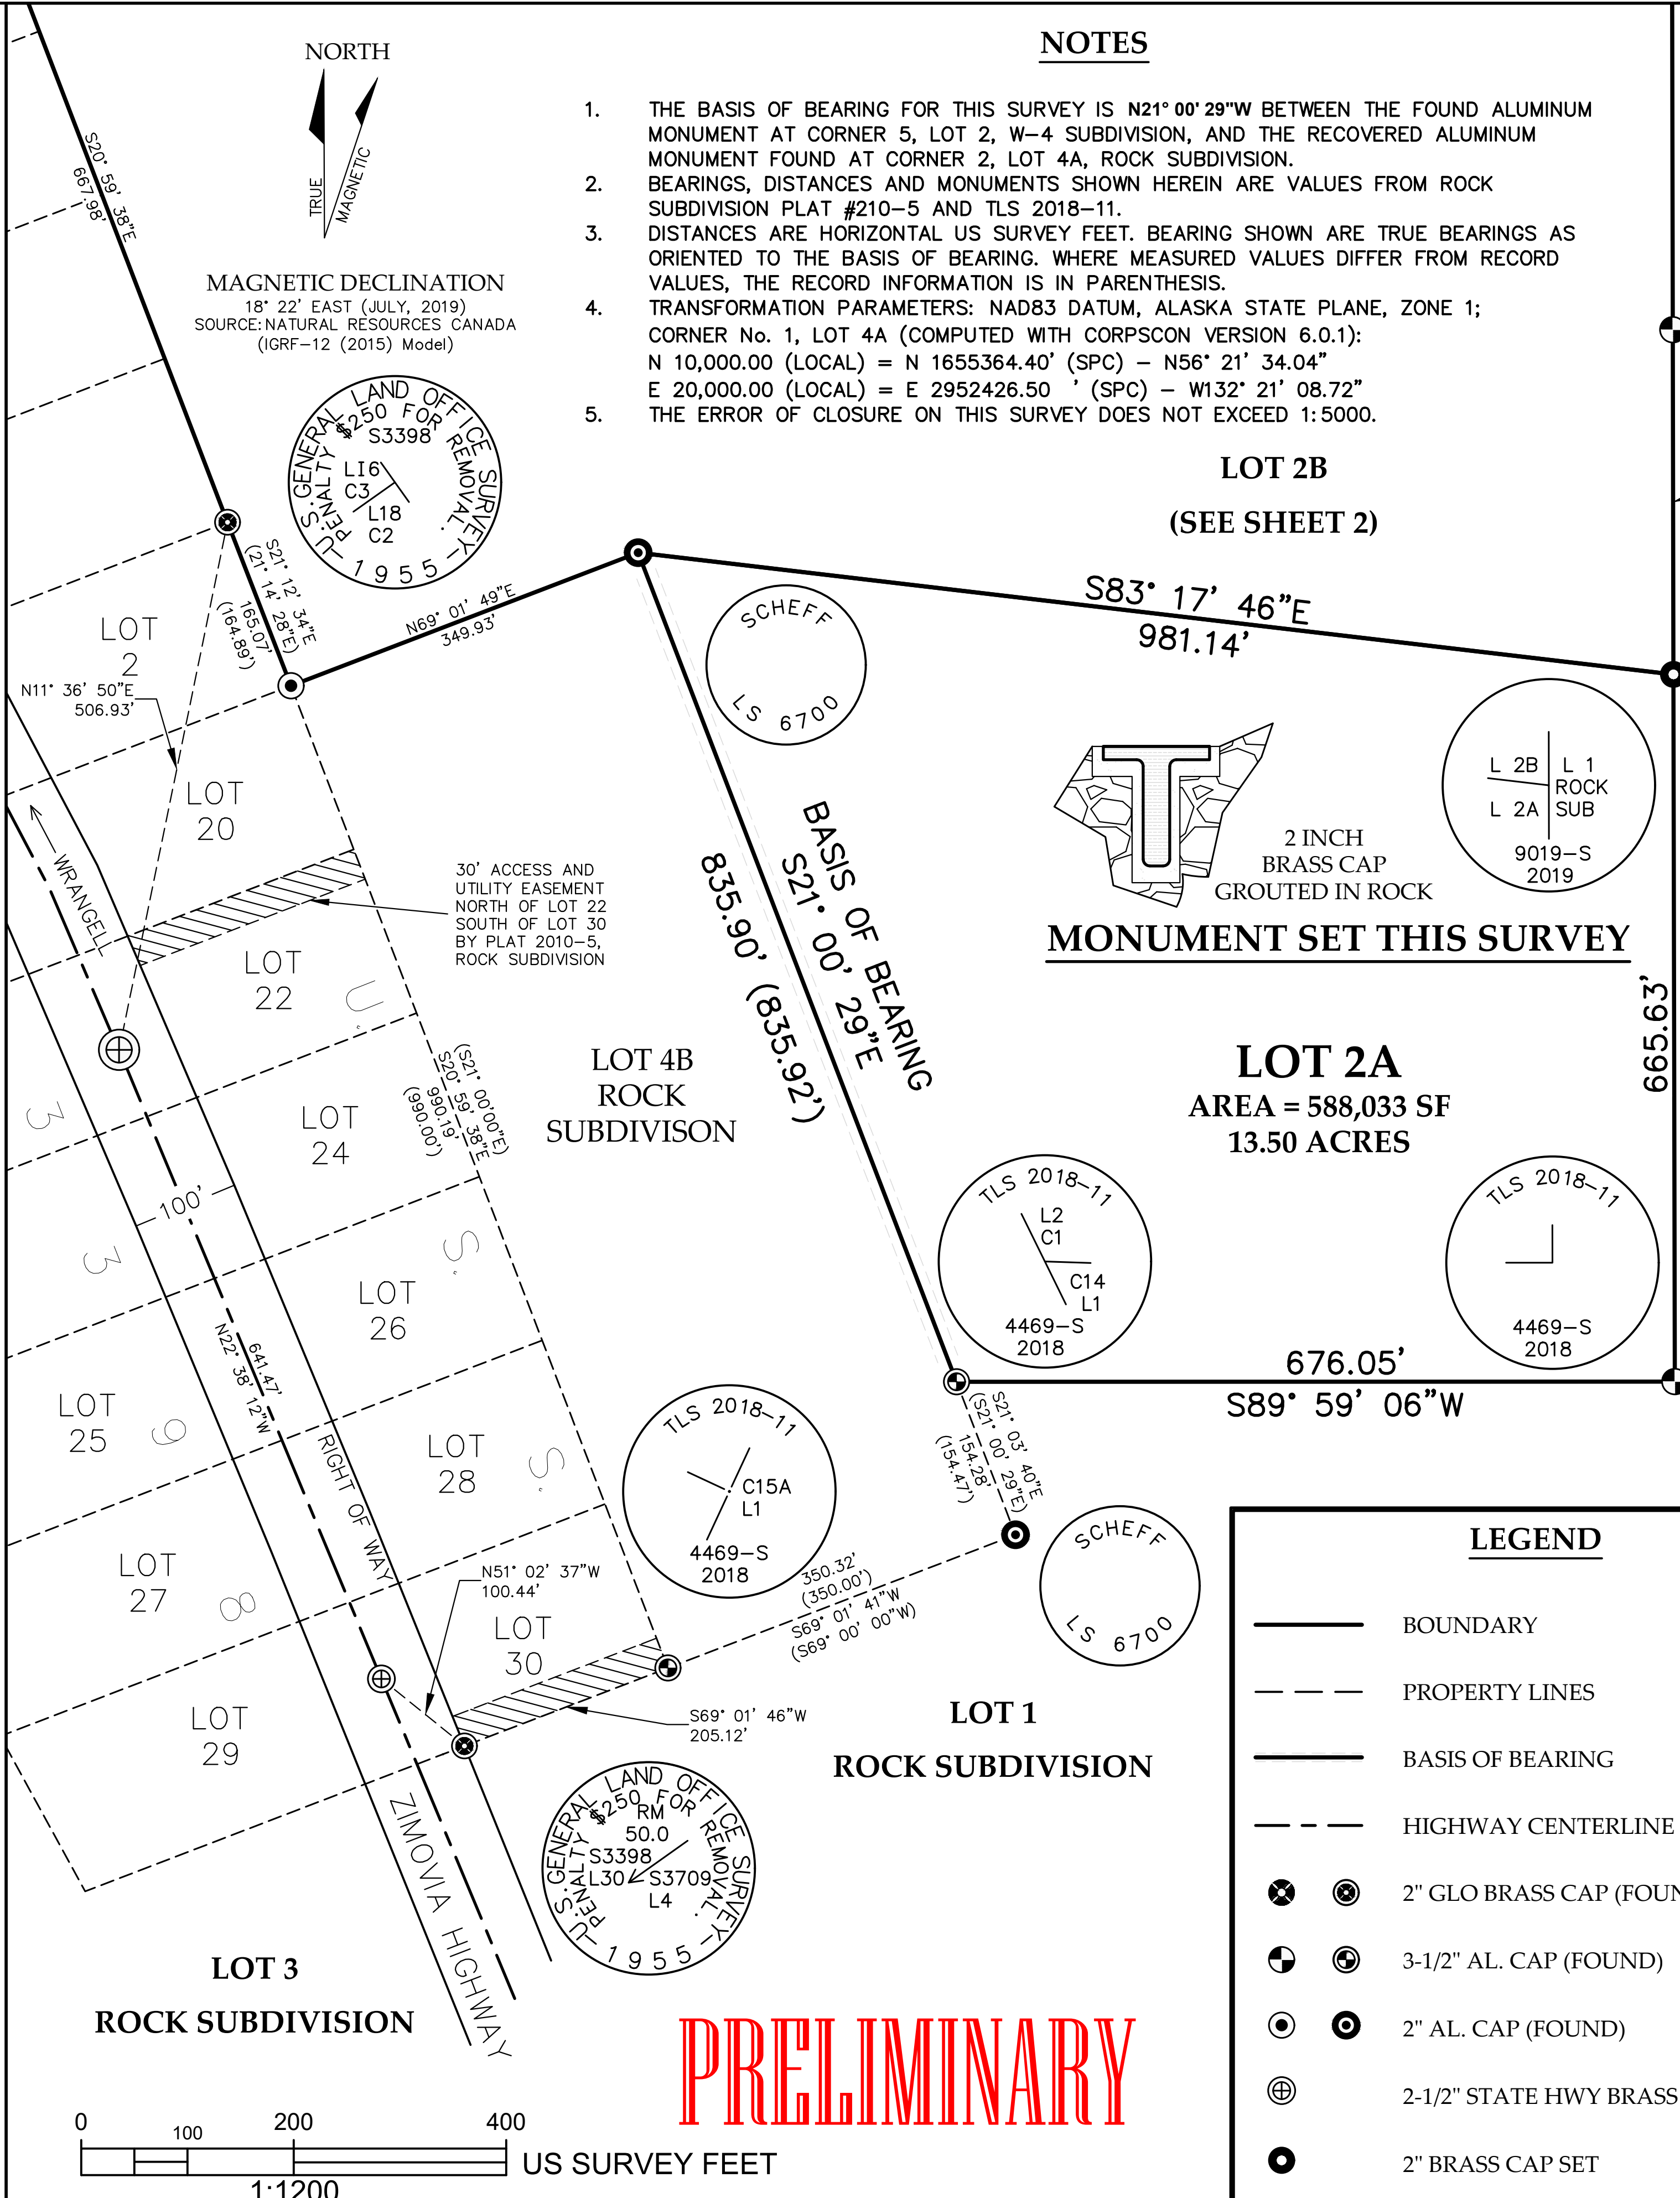 NORTH
TRUE
MAGNETIC
MAGNETIC DECLINATION
18° 22' EAST (JULY, 2019)
SOURCE: NATURAL RESOURCES CANADA
(IGRF-12 (2015) Model)
NOTES
1. THE BASIS OF BEARING FOR THIS SURVEY IS N21° 00' 29"W BETWEEN THE FOUND ALUMINUM
MONUMENT AT CORNER 5, LOT 2, W-4 SUBDIVISION, AND THE RECOVERED ALUMINUM
MONUMENT FOUND AT CORNER 2, LOT 4A, ROCK SUBDIVISION.
2. BEARINGS, DISTANCES AND MONUMENTS SHOWN HEREIN ARE VALUES FROM ROCK
SUBDIVISION PLAT #210-5 AND TLS 2018-11.
3. DISTANCES ARE HORIZONTAL US SURVEY FEET. BEARING SHOWN ARE TRUE BEARINGS AS
ORIENTED TO THE BASIS OF BEARING. WHERE MEASURED VALUES DIFFER FROM RECORD
VALUES, THE RECORD INFORMATION IS IN PARENTHESIS.
4. TRANSFORMATION PARAMETERS: NAD83 DATUM, ALASKA STATE PLANE, ZONE 1;
CORNER No. 1, LOT 4A (COMPUTED WITH CORPSCON VERSION 6.0.1):
N 10,000.00 (LOCAL) = N 1655364.40' (SPC) - N56° 21' 34.04"
E 20,000.00 (LOCAL) = E 2952426.50 ' (SPC) - W132° 21' 08.72"
5. THE ERROR OF CLOSURE ON THIS SURVEY DOES NOT EXCEED 1:5000.
S20° 59' 38"E
667.98'
U.S. GENERAL LAND OFFICE SURVEY
PENALTY $250 FOR REMOVAL.
S3398
LI6
C3
L18
C2
1955
LOT 2B
(SEE SHEET 2)
S21° 12' 34"E
(21° 14' 28"E)
165.07'
(164.89')
N69° 01' 49"E
349.93'
S83° 17' 46"E
981.14'
SCHEFF
LS 6700
LOT
2
N11° 36' 50"E
506.93'
LOT
20
WRANGELL
30' ACCESS AND
UTILITY EASEMENT
NORTH OF LOT 22
SOUTH OF LOT 30
BY PLAT 2010-5,
ROCK SUBDIVISION
BASIS OF BEARING
S21° 00' 29"E
835.90' (835.92')
2 INCH
BRASS CAP
GROUTED IN ROCK
MONUMENT SET THIS SURVEY
L 2B
L 1
ROCK
L 2A
SUB
9019-S
2019
665.63'
LOT
22
U. S. S.
LOT 4B
ROCK
SUBDIVISON
(S21° 00'00"E)
S20° 59' 38"E
990.19'
(990.00')
LOT 2A
AREA = 588,033 SF
13.50 ACRES
LOT
24
100'
3 3 9 8
LOT
26
TLS 2018-11
L2
C1
C14
L1
4469-S
2018
TLS 2018-11
4469-S
2018
676.05'
S89° 59' 06"W
641.47'
N22° 38' 12"W
LOT
25
RIGHT OF WAY
LOT
28
TLS 2018-11
C15A
L1
4469-S
2018
S21° 03' 40"E
(S21° 00' 29"E)
154.28'
(154.47')
SCHEFF
LS 6700
LOT
27
N51° 02' 37"W
100.44'
LOT
30
350.32'
(350.00')
S69° 01' 41"W
(S69° 00' 00"W)
S69° 01' 46"W
205.12'
LOT
29
LOT 1
ROCK SUBDIVISION
U.S. GENERAL LAND OFFICE SURVEY
PENALTY $250 FOR REMOVAL.
RM
50.0
S3398
L30
S3709
L4
1955
ZIMOVIA HIGHWAY
LOT 3
ROCK SUBDIVISION
LEGEND
BOUNDARY
PROPERTY LINES
BASIS OF BEARING
HIGHWAY CENTERLINE
2" GLO BRASS CAP (FOUN
3-1/2" AL. CAP (FOUND)
2" AL. CAP (FOUND)
2-1/2" STATE HWY BRASS
2" BRASS CAP SET
PRELIMINARY
0 100 200 400
US SURVEY FEET
1:1200